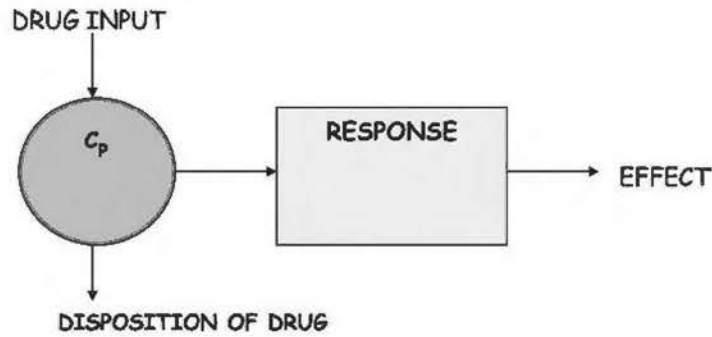 DRUG INPUT
Cp
RESPONSE
EFFECT
DISPOSITION OF DRUG